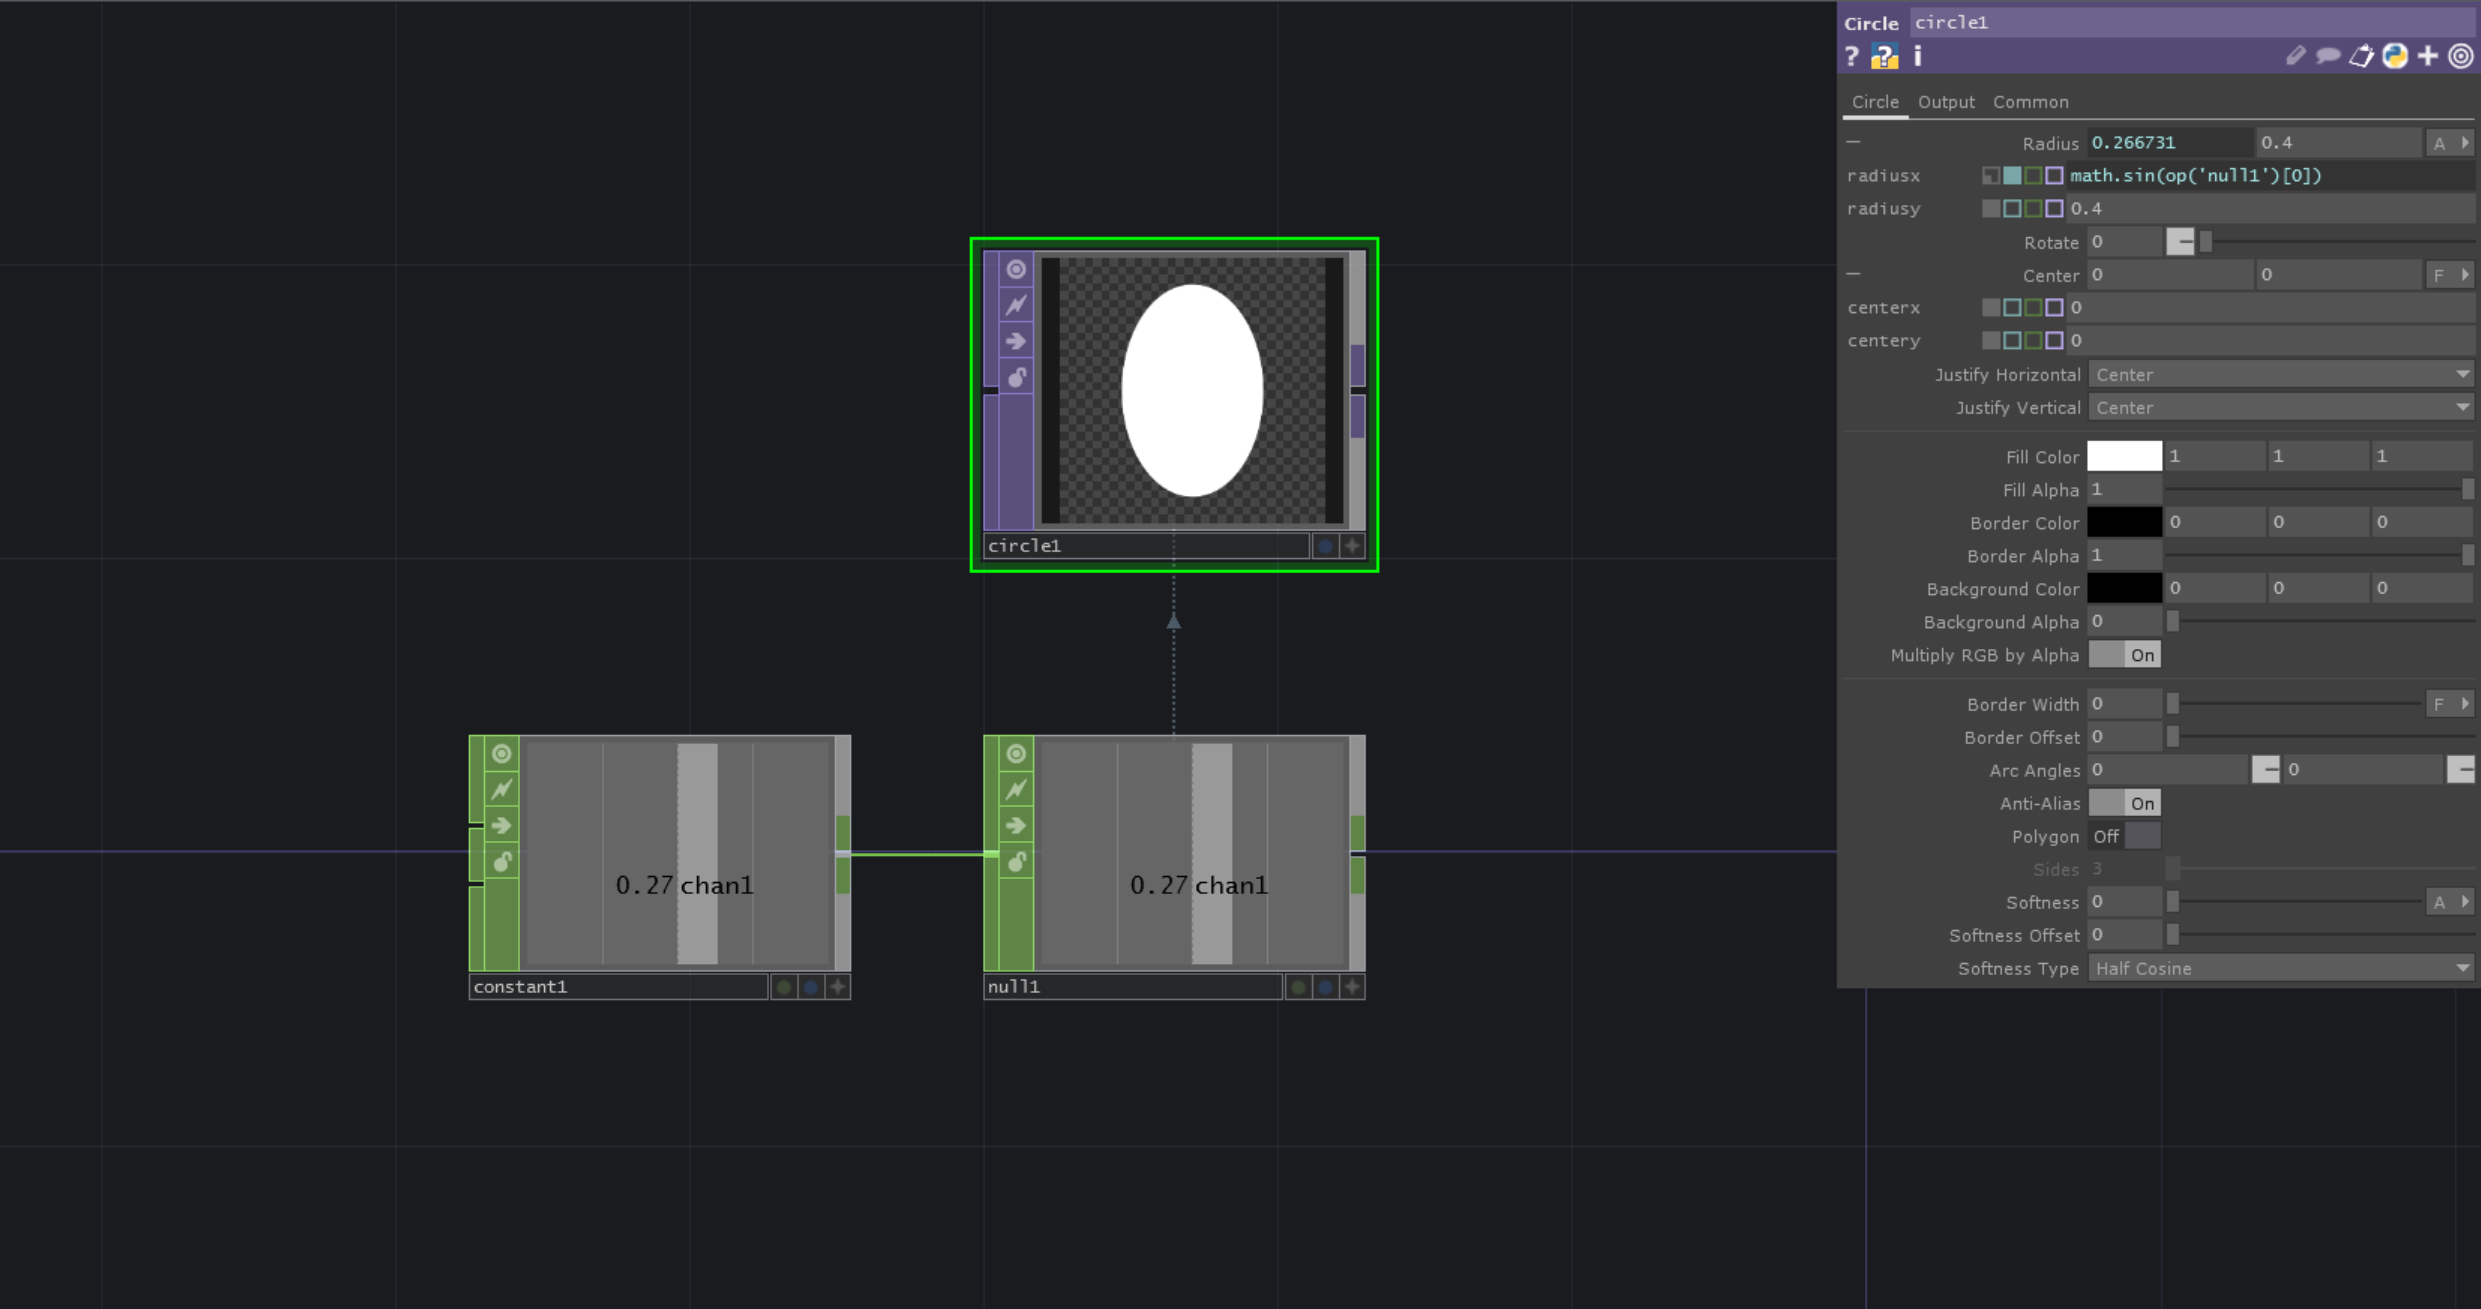 Circle circle1
? ? i
Circle Output Common
Radius 0.266731 0.4 A
radiusx math.sin(op('null1')[0])
radiusy 0.4
Rotate 0
Center 0 0 F
centerx 0
centery 0
Justify Horizontal Center
Justify Vertical Center
Fill Color 1 1 1
Fill Alpha 1
Border Color 0 0 0
Border Alpha 1
Background Color 0 0 0
Background Alpha 0
Multiply RGB by Alpha On
Border Width 0 F
Border Offset 0
Arc Angles 0 0
Anti-Alias On
Polygon Off
Sides 3
Softness 0 A
Softness Offset 0
Softness Type Half Cosine
circle1
0.27 chan1
constant1
0.27 chan1
null1